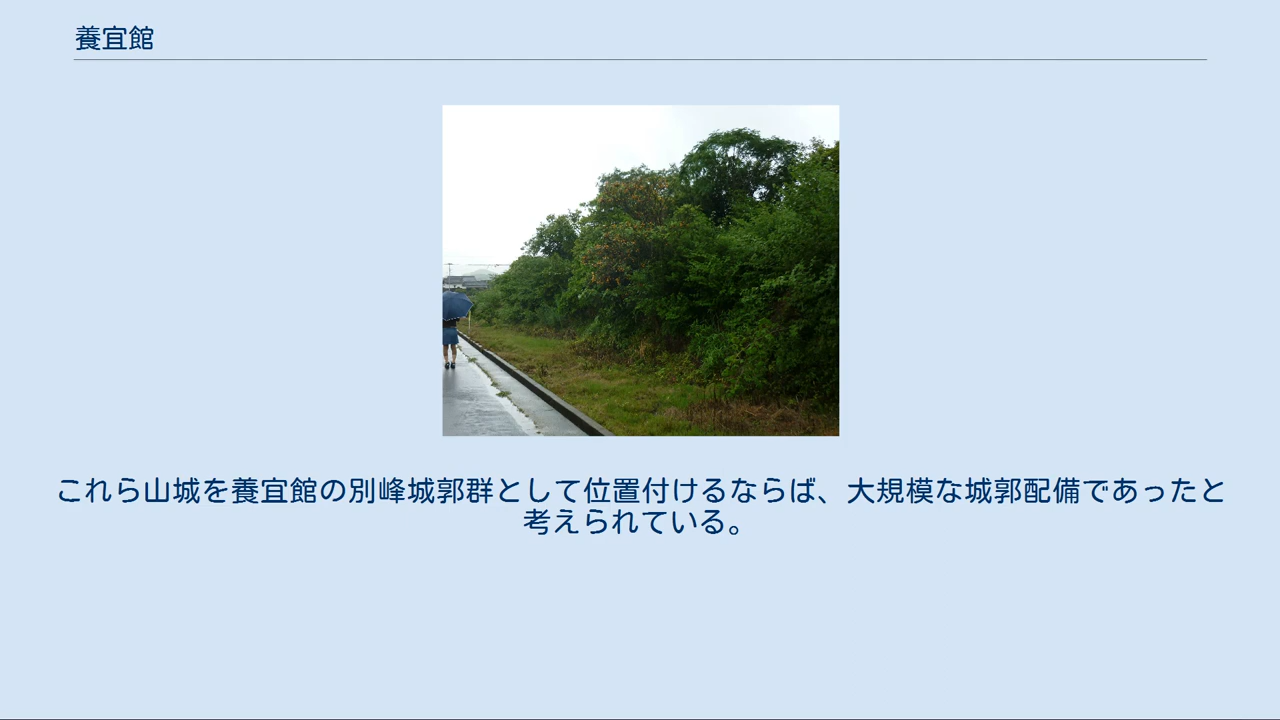 養宜館
これら山城を養宜館の別峰城郭群として位置付けるならば、大規模な城郭配備であったと
考えられている。